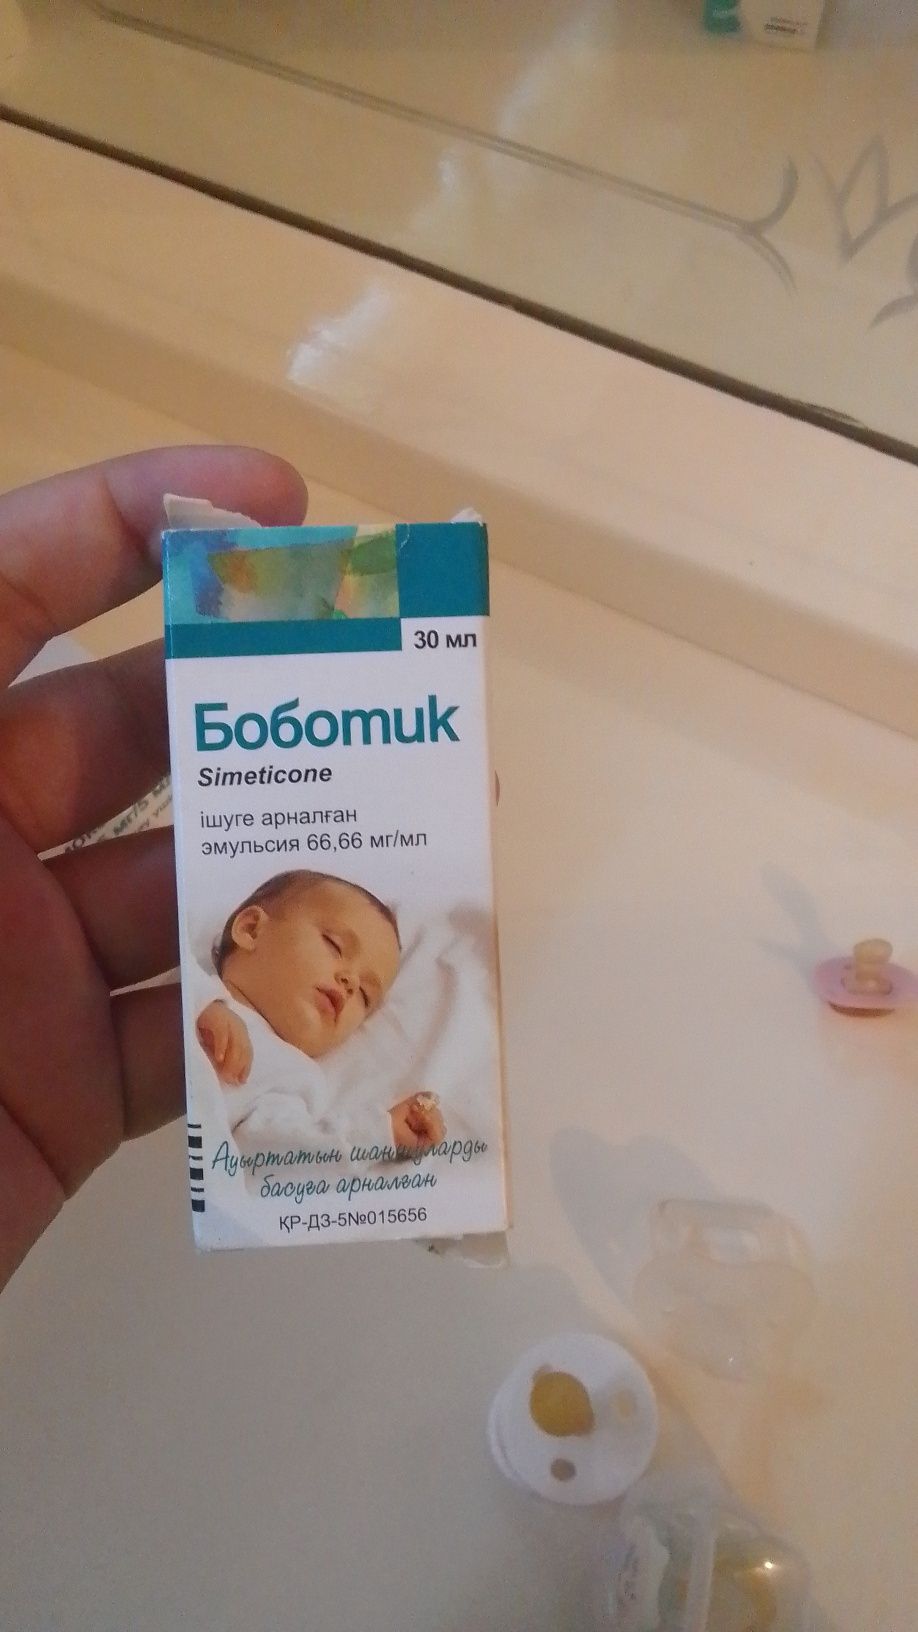 30 мл
Боботик
Simeticone
ішуге арналған
эмульсия 66,66 мг/мл
Ауыртатын шаншуларды
басуға арналған
ҚР-ДЗ-5№015656